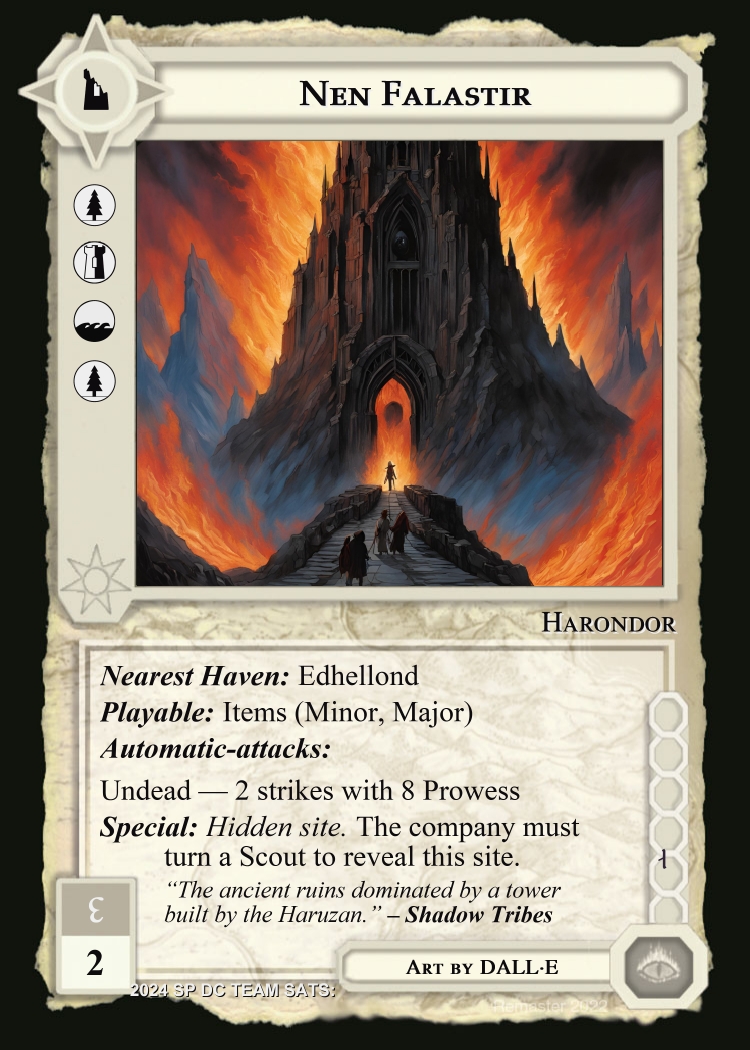 Nen Falastir
Harondor
Nearest Haven: Edhellond
Playable: Items (Minor, Major)
Automatic-attacks:
Undead — 2 strikes with 8 Prowess
Special: Hidden site. The company must
turn a Scout to reveal this site.
“The ancient ruins dominated by a tower
built by the Haruzan.” – Shadow Tribes
2
Art by DALL·E
2024 SP DC TEAM SATS:
Remaster 2022